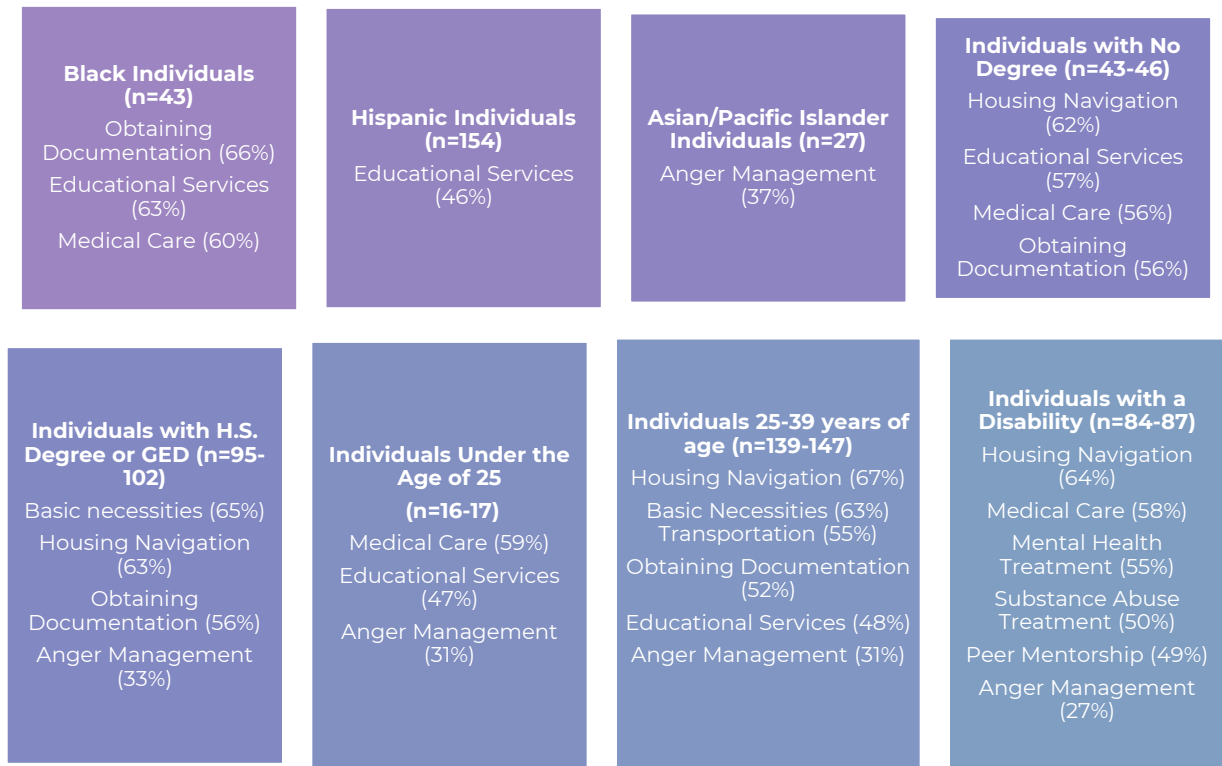 Black Individuals
(n=43)
Obtaining
Documentation (66%)
Educational Services
(63%)
Medical Care (60%)
Hispanic Individuals
(n=154)
Educational Services
(46%)
Asian/Pacific Islander
Individuals (n=27)
Anger Management
(37%)
Individuals with No
Degree (n=43-46)
Housing Navigation
(62%)
Educational Services
(57%)
Medical Care (56%)
Obtaining
Documentation (56%)
Individuals with H.S.
Degree or GED (n=95-
102)
Basic necessities (65%)
Housing Navigation
(63%)
Obtaining
Documentation (56%)
Anger Management
(33%)
Individuals Under the
Age of 25
(n=16-17)
Medical Care (59%)
Educational Services
(47%)
Anger Management
(31%)
Individuals 25-39 years of
age (n=139-147)
Housing Navigation (67%)
Basic Necessities (63%)
Transportation (55%)
Obtaining Documentation
(52%)
Educational Services (48%)
Anger Management (31%)
Individuals with a
Disability (n=84-87)
Housing Navigation
(64%)
Medical Care (58%)
Mental Health
Treatment (55%)
Substance Abuse
Treatment (50%)
Peer Mentorship (49%)
Anger Management
(27%)